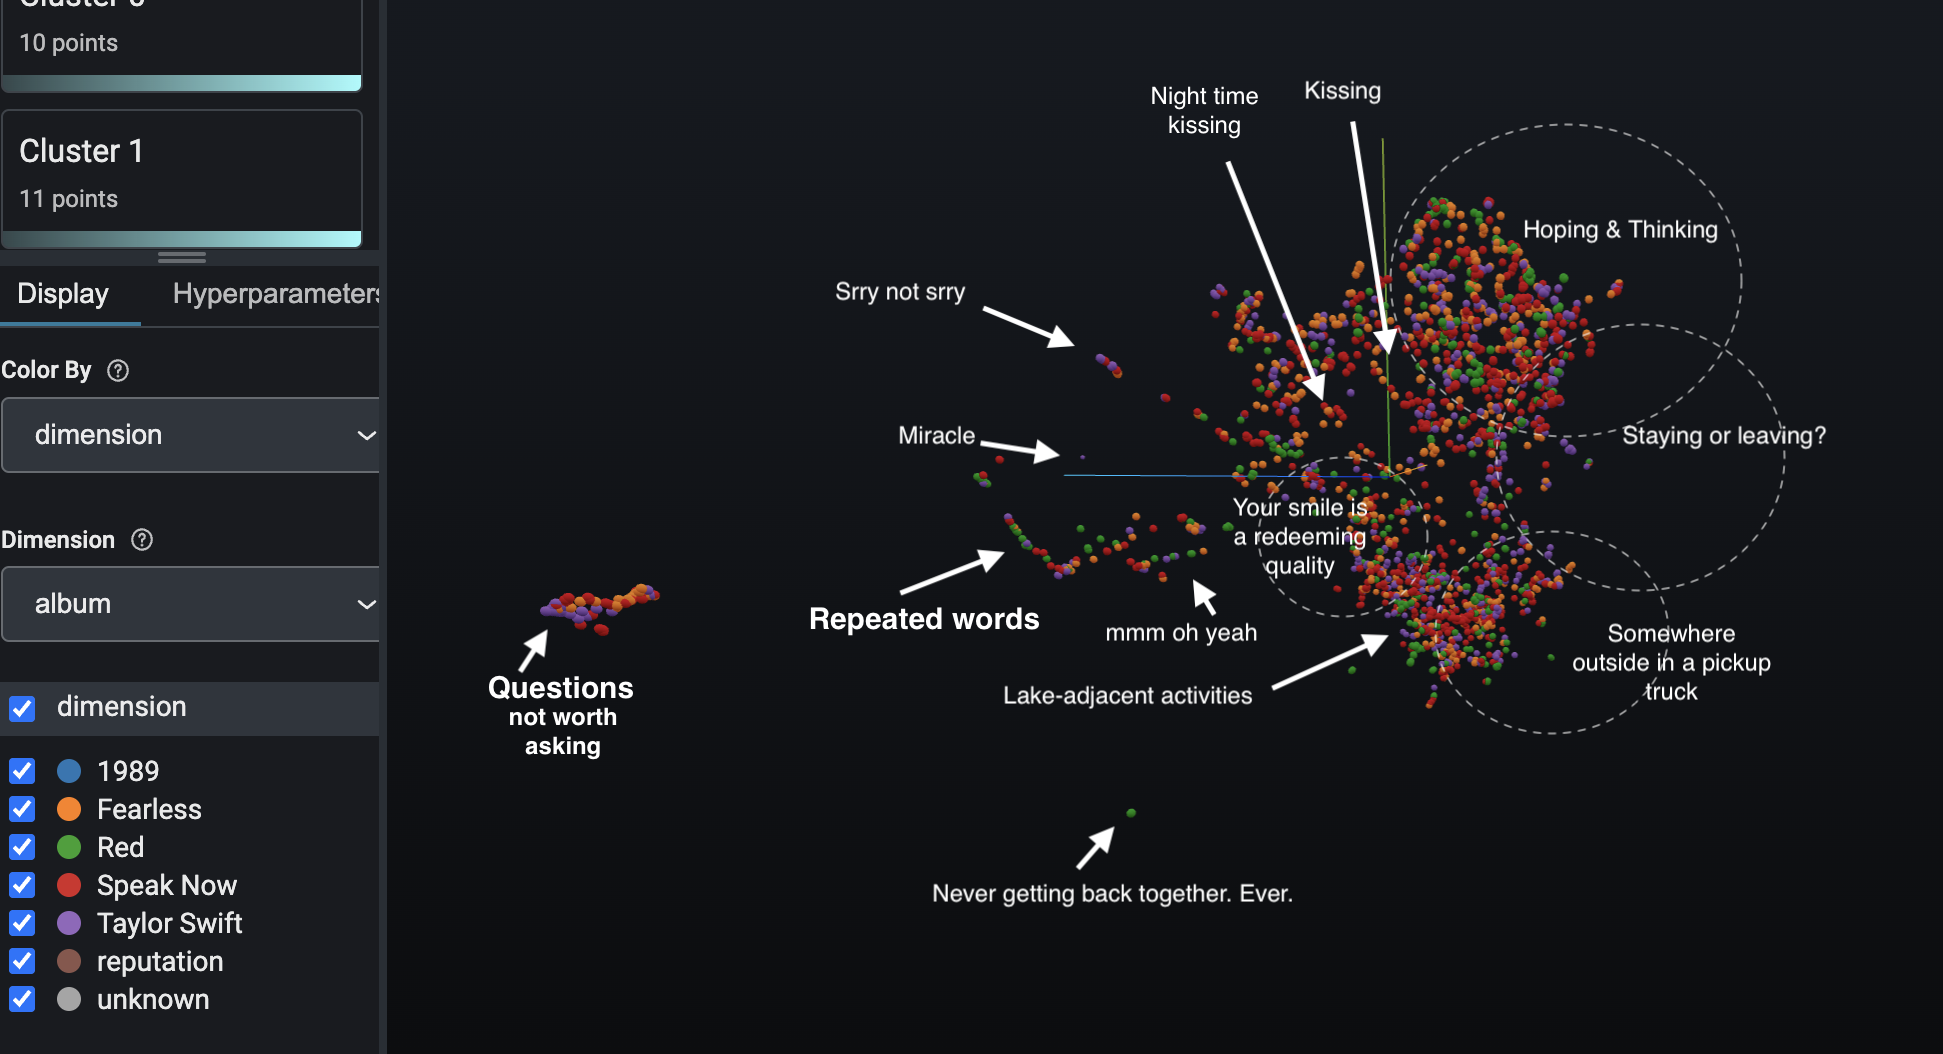 10 points
Cluster 1
11 points
Display
Hyperparameters
Color By
dimension
Dimension
album
dimension
1989
Fearless
Red
Speak Now
Taylor Swift
reputation
unknown
Night time
kissing
Kissing
Hoping & Thinking
Srry not srry
Miracle
Staying or leaving?
Your smile is
a redeeming
quality
Repeated words
mmm oh yeah
Questions
not worth
asking
Lake-adjacent activities
Somewhere
outside in a pickup
truck
Never getting back together. Ever.